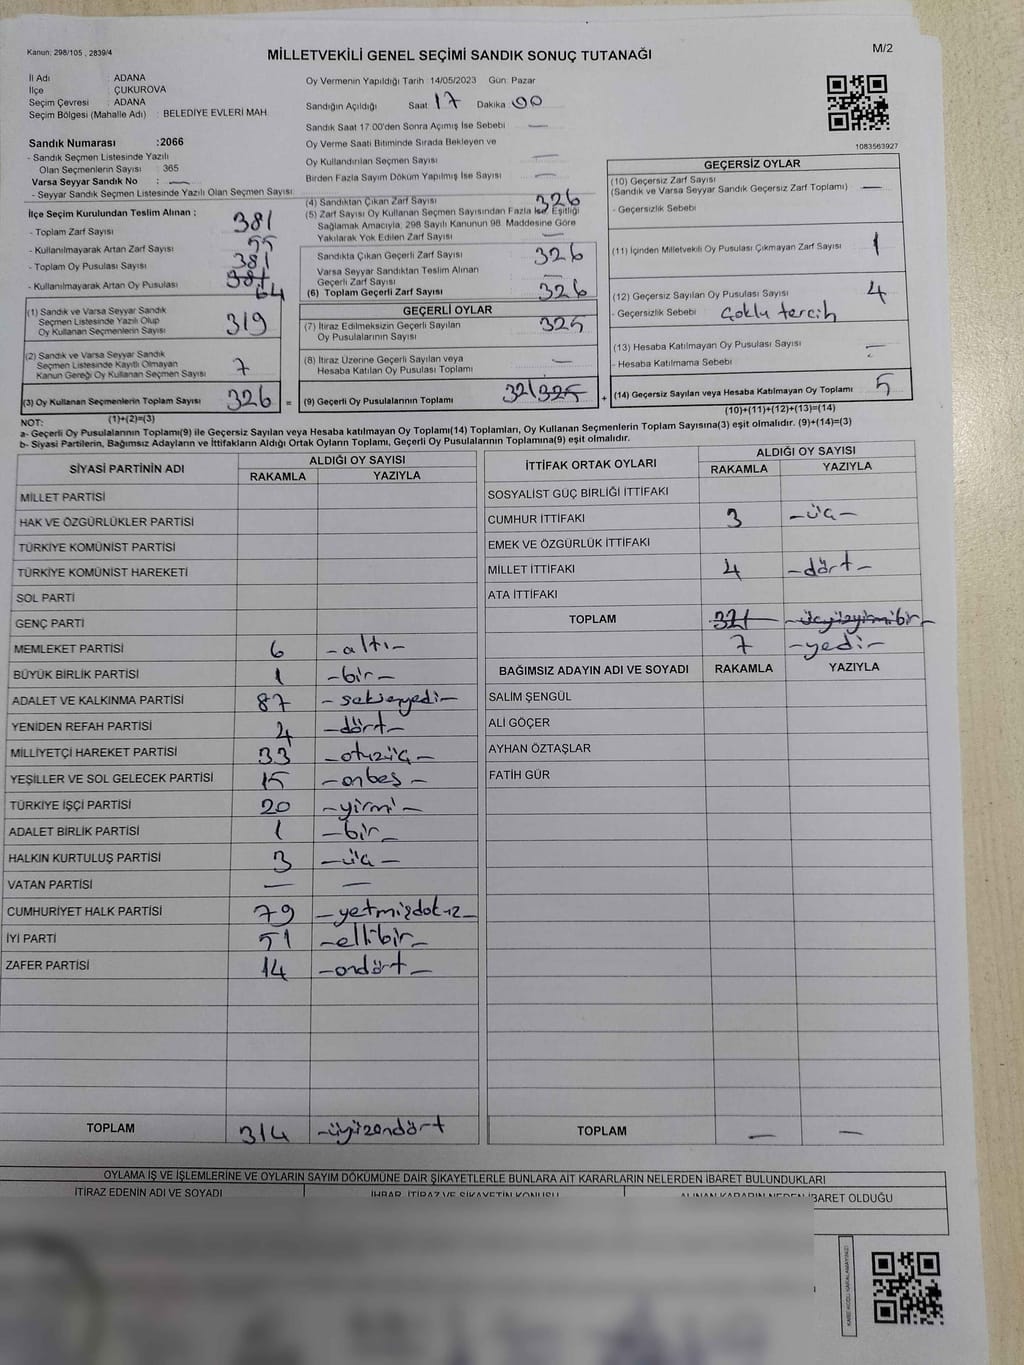 Kanun: 298/105 , 2839/4
MİLLETVEKİLİ GENEL SEÇİMİ SANDIK SONUÇ TUTANAĞI
M/2
İl Adı : ADANA
İlçe : ÇUKUROVA
Seçim Çevresi : ADANA
Seçim Bölgesi (Mahalle Adı) : BELEDİYE EVLERİ MAH.
Sandık Numarası :2066
- Sandık Seçmen Listesinde Yazılı
Olan Seçmenlerin Sayısı : 365
Varsa Seyyar Sandık No : —
- Seyyar Sandık Seçmen Listesinde Yazılı Olan Seçmen Sayısı:
Oy Vermenin Yapıldığı Tarih :14/05/2023 Gün: Pazar
Sandığın Açıldığı Saat 17 Dakika 00
Sandık Saat 17:00'den Sonra Açımış İse Sebebi —
Oy Verme Saati Bitiminde Sırada Bekleyen ve
Oy Kullandırılan Seçmen Sayısı —
Birden Fazla Sayım Döküm Yapılmış İse Sayısı —
1083563927
İlçe Seçim Kurulundan Teslim Alınan :
- Toplam Zarf Sayısı 381
- Kullanılmayarak Artan Zarf Sayısı 55
- Toplam Oy Pusulası Sayısı 381
- Kullanılmayarak Artan Oy Pusulası 64
(1) Sandık ve Varsa Seyyar Sandık
Seçmen Listesinde Yazılı Olup
Oy Kullanan Seçmenlerin Sayısı 319
(2) Sandık ve Varsa Seyyar Sandık
Seçmen Listesinde Kayıtlı Olmayan
Kanun Gereği Oy Kullanan Seçmen Sayısı 7
(3) Oy Kullanan Seçmenlerin Toplam Sayısı 326 =
(1)+(2)=(3)
(4) Sandıktan Çıkan Zarf Sayısı 326
(5) Zarf Sayısı Oy Kullanan Seçmen Sayısından Fazla İse, Eşitliği
Sağlamak Amacıyla, 298 Sayılı Kanunun 98. Maddesine Göre
Yakılarak Yok Edilen Zarf Sayısı —
Sandıkta Çıkan Geçerli Zarf Sayısı 326
Varsa Seyyar Sandıktan Teslim Alınan
Geçerli Zarf Sayısı —
(6) Toplam Geçerli Zarf Sayısı 326
GEÇERLİ OYLAR
(7) İtiraz Edilmeksizin Geçerli Sayılan
Oy Pusulalarının Sayısı 325
(8) İtiraz Üzerine Geçerli Sayılan veya
Hesaba Katılan Oy Pusulası Toplamı —
(9) Geçerli Oy Pusulalarının Toplamı 321 325 +
GEÇERSİZ OYLAR
(10) Geçersiz Zarf Sayısı
(Sandık ve Varsa Seyyar Sandık Geçersiz Zarf Toplamı) —
- Geçersizlik Sebebi
(11) İçinden Milletvekili Oy Pusulası Çıkmayan Zarf Sayısı 1
(12) Geçersiz Sayılan Oy Pusulası Sayısı 4
- Geçersizlik Sebebi Çoklu tercih
(13) Hesaba Katılmayan Oy Pusulası Sayısı —
- Hesaba Katılmama Sebebi
(14) Geçersiz Sayılan veya Hesaba Katılmayan Oy Toplamı 5
(10)+(11)+(12)+(13)=(14)
NOT:
a- Geçerli Oy Pusulalarının Toplamı(9) ile Geçersiz Sayılan veya Hesaba Katılmayan Oy Toplamı(14) Toplamları, Oy Kullanan Seçmenlerin Toplam Sayısına(3) eşit olmalıdır. (9)+(14)=(3)
b- Siyasi Partilerin, Bağımsız Adayların ve İttifakların Aldığı Ortak Oyların Toplamı, Geçerli Oy Pusulalarının Toplamına(9) eşit olmalıdır.
SİYASİ PARTİNİN ADI ALDIĞI OY SAYISI
RAKAMLA YAZIYLA
MİLLET PARTİSİ
HAK VE ÖZGÜRLÜKLER PARTİSİ
TÜRKİYE KOMÜNİST PARTİSİ
TÜRKİYE KOMÜNİST HAREKETİ
SOL PARTİ
GENÇ PARTİ
MEMLEKET PARTİSİ 6 -altı-
BÜYÜK BİRLİK PARTİSİ 1 -bir-
ADALET VE KALKINMA PARTİSİ 87 -seksenyedi-
YENİDEN REFAH PARTİSİ 4 -dört-
MİLLİYETÇİ HAREKET PARTİSİ 33 -otuzüç-
YEŞİLLER VE SOL GELECEK PARTİSİ 15 -onbeş-
TÜRKİYE İŞÇİ PARTİSİ 20 -yirmi-
ADALET BİRLİK PARTİSİ 1 -bir-
HALKIN KURTULUŞ PARTİSİ 3 -üç-
VATAN PARTİSİ — —
CUMHURİYET HALK PARTİSİ 79 -yetmişdokuz-
İYİ PARTİ 51 -ellibir-
ZAFER PARTİSİ 14 -ondört-
TOPLAM 314 -üçyüzondört
İTTİFAK ORTAK OYLARI ALDIĞI OY SAYISI
RAKAMLA YAZIYLA
SOSYALİST GÜÇ BİRLİĞİ İTTİFAKI
CUMHUR İTTİFAKI 3 -üç-
EMEK VE ÖZGÜRLÜK İTTİFAKI
MİLLET İTTİFAKI 4 -dört-
ATA İTTİFAKI
TOPLAM 321 -üçyüzyirmibir-
7 -yedi-
BAĞIMSIZ ADAYIN ADI VE SOYADI RAKAMLA YAZIYLA
SALİM ŞENGÜL
ALİ GÖÇER
AYHAN ÖZTAŞLAR
FATİH GÜR
TOPLAM — —
OYLAMA İŞ VE İŞLEMLERİNE VE OYLARIN SAYIM DÖKÜMÜNE DAİR ŞİKAYETLERLE BUNLARA AİT KARARLARIN NELERDEN İBARET BULUNDUKLARI
İTİRAZ EDENİN ADI VE SOYADI İHBAR, İTİRAZ VE ŞİKAYETİN KONUSU ALINAN KARARIN NEDEN İBARET OLDUĞU